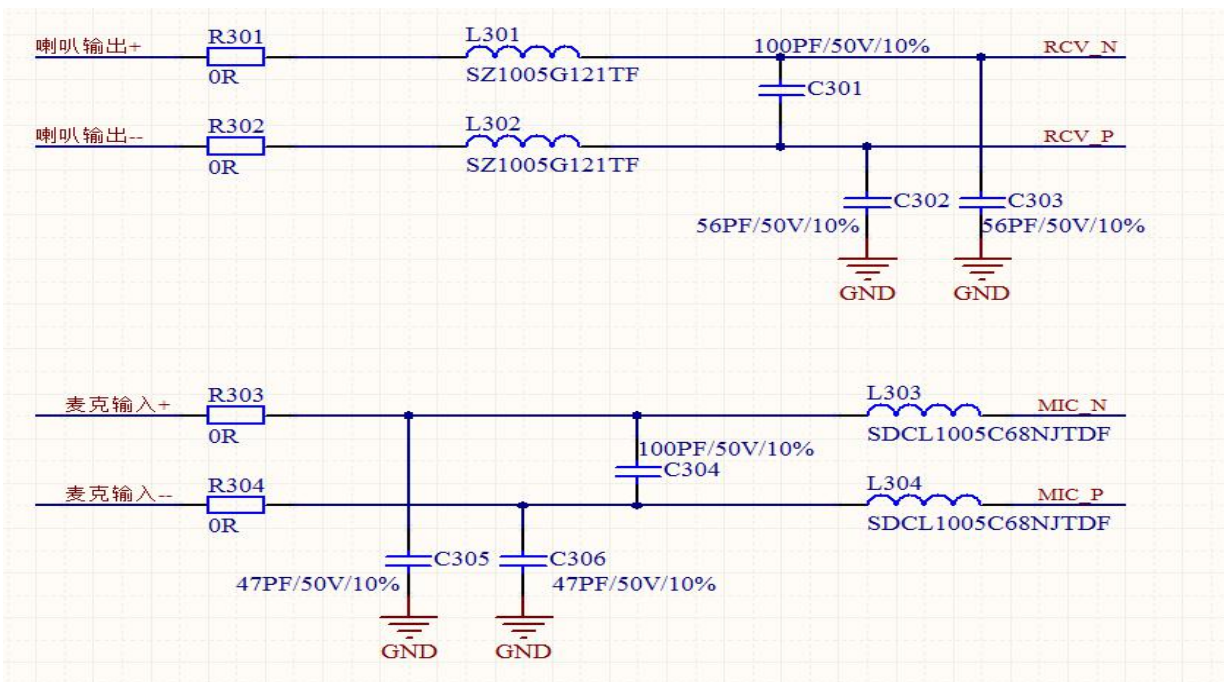 喇叭输出+
R301
0R
L301
SZ1005G121TF
100PF/50V/10%
C301
RCV_N
喇叭输出--
R302
0R
L302
SZ1005G121TF
RCV_P
C302
56PF/50V/10%
C303
56PF/50V/10%
GND
GND
麦克输入+
R303
0R
L303
SDCL1005C68NJTDF
MIC_N
100PF/50V/10%
C304
麦克输入--
R304
0R
L304
SDCL1005C68NJTDF
MIC_P
C305
47PF/50V/10%
C306
47PF/50V/10%
GND
GND